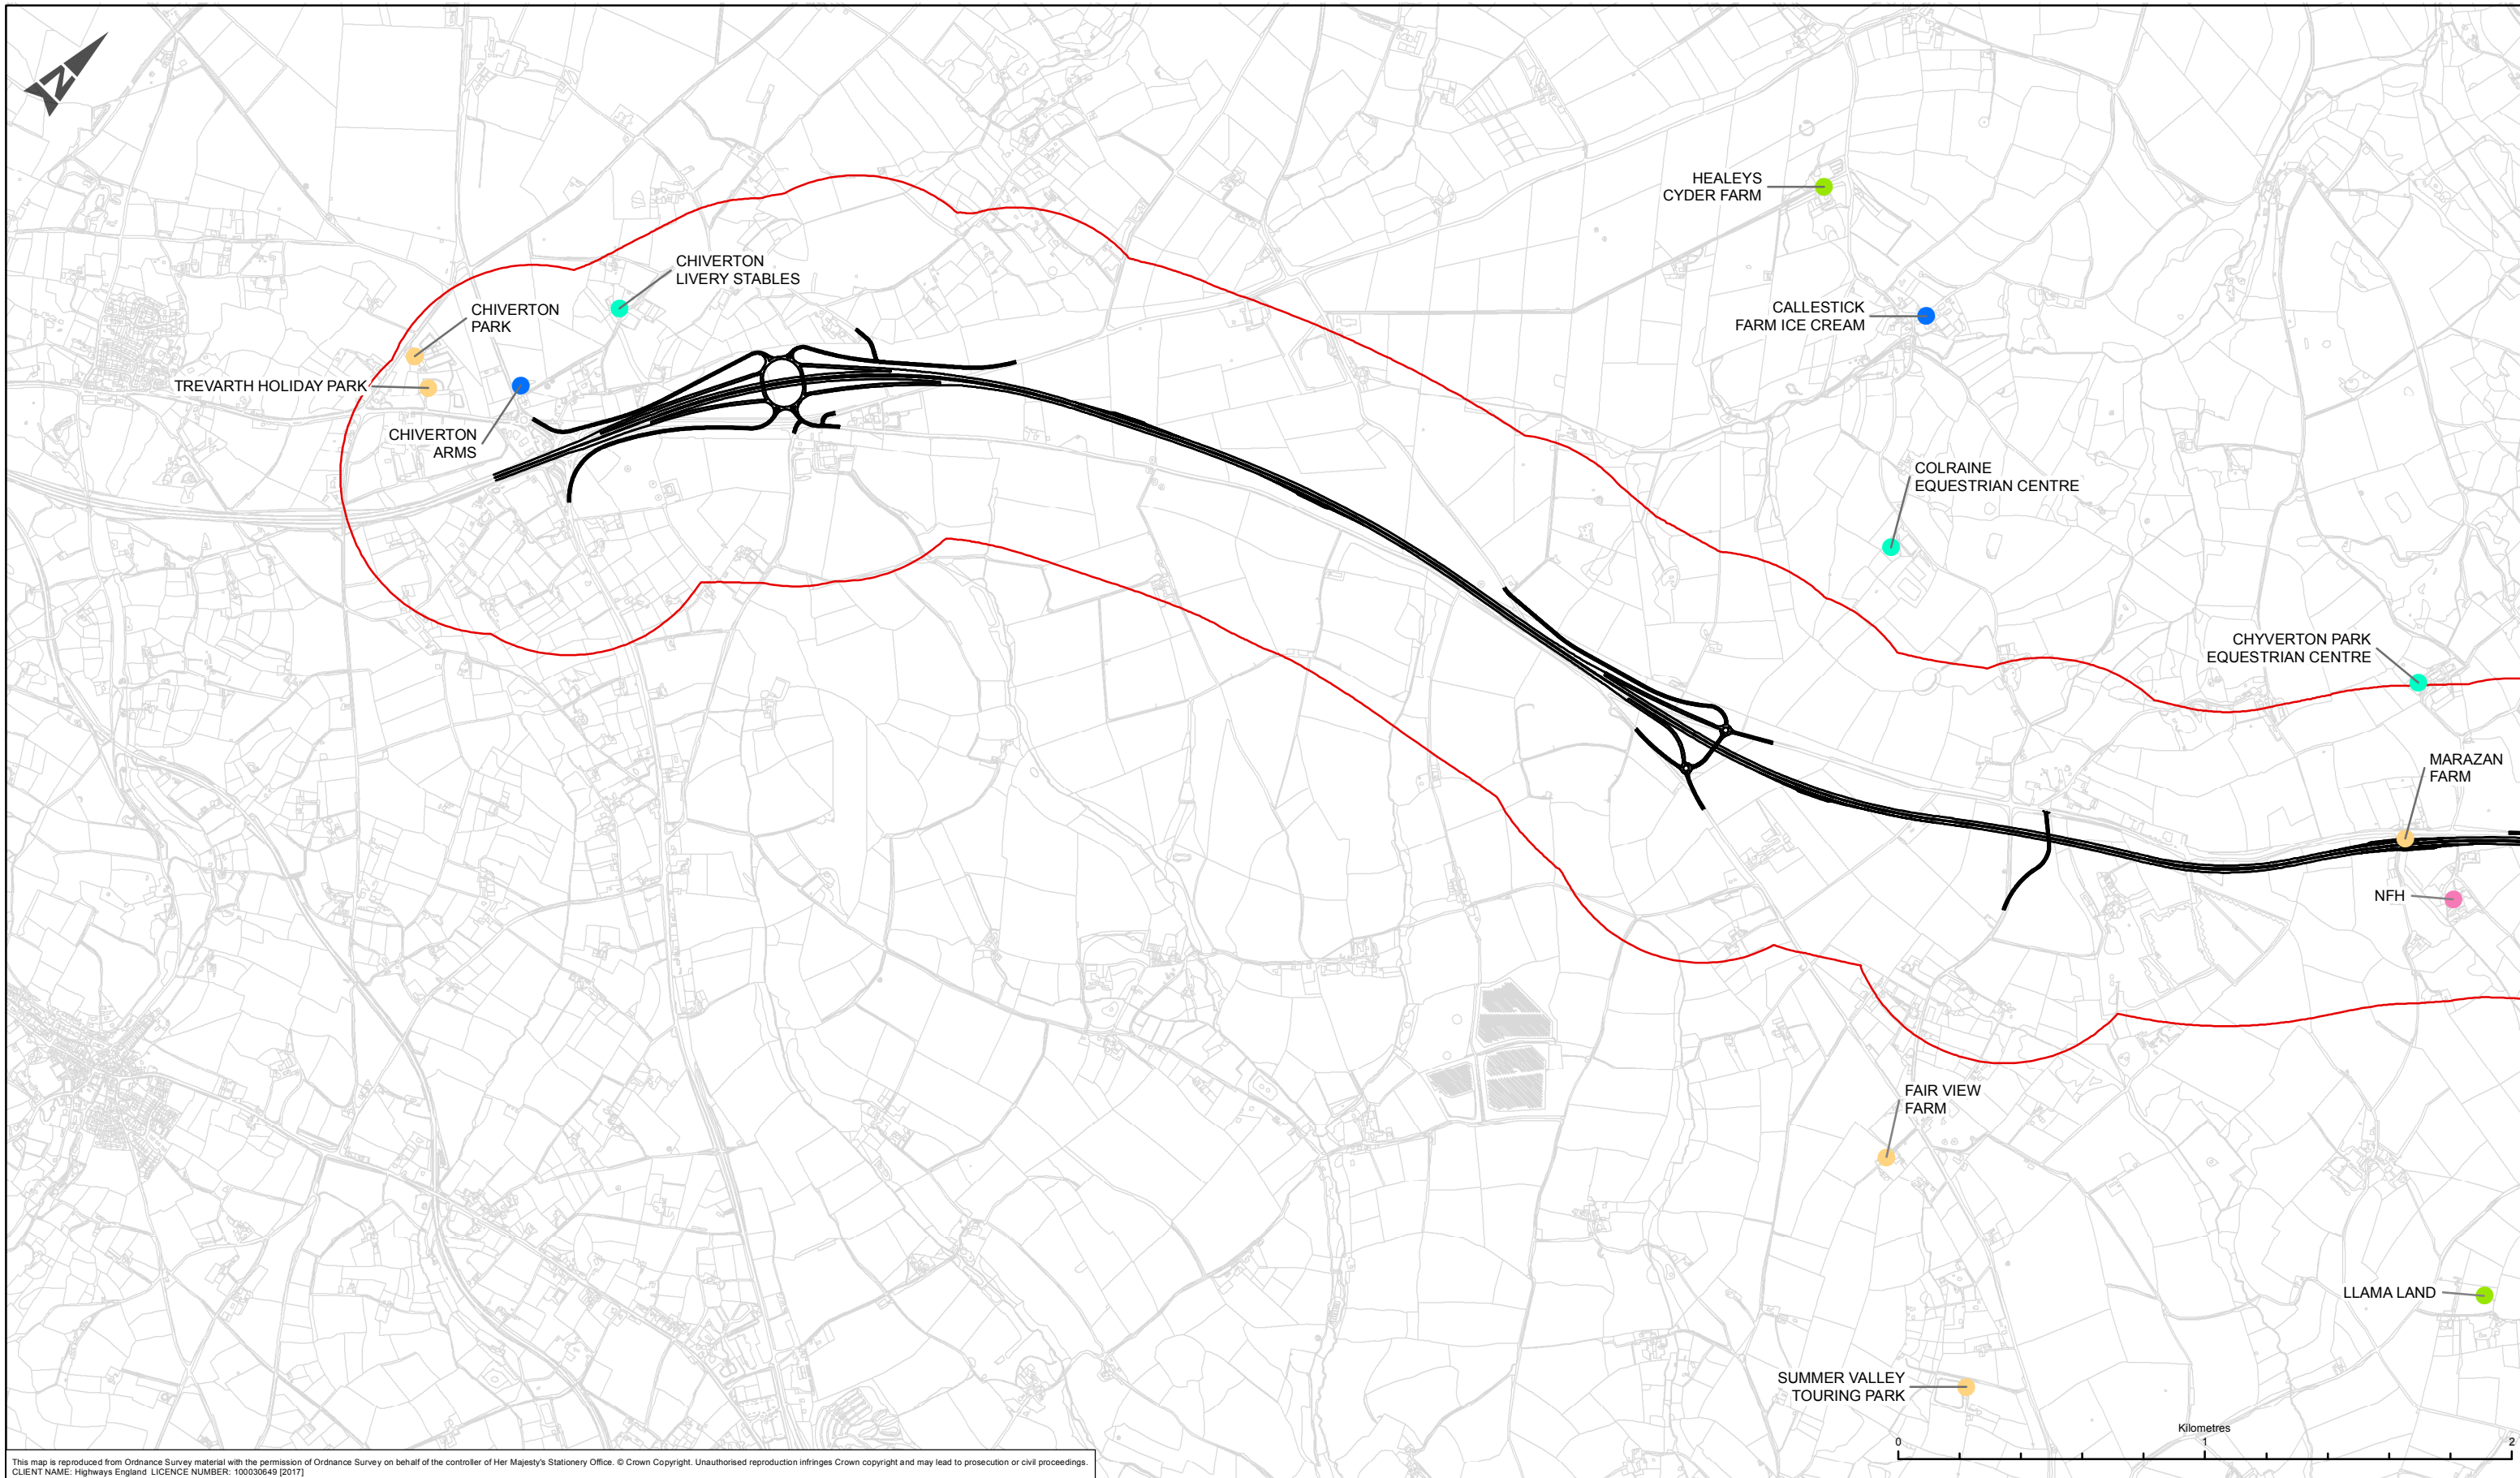 N
HEALEYS
CYDER FARM
CHIVERTON
LIVERY STABLES
CHIVERTON
PARK
CALLESTICK
FARM ICE CREAM
TREVARTH HOLIDAY PARK
CHIVERTON
ARMS
COLRAINE
EQUESTRIAN CENTRE
CHYVERTON PARK
EQUESTRIAN CENTRE
MARAZAN
FARM
NFH
FAIR VIEW
FARM
LLAMA LAND
SUMMER VALLEY
TOURING PARK
Kilometres
0 1 2
This map is reproduced from Ordnance Survey material with the permission of Ordnance Survey on behalf of the controller of Her Majesty's Stationery Office. © Crown Copyright. Unauthorised reproduction infringes Crown copyright and may lead to prosecution or civil proceedings.
CLIENT NAME: Highways England LICENCE NUMBER: 100030649 [2017]